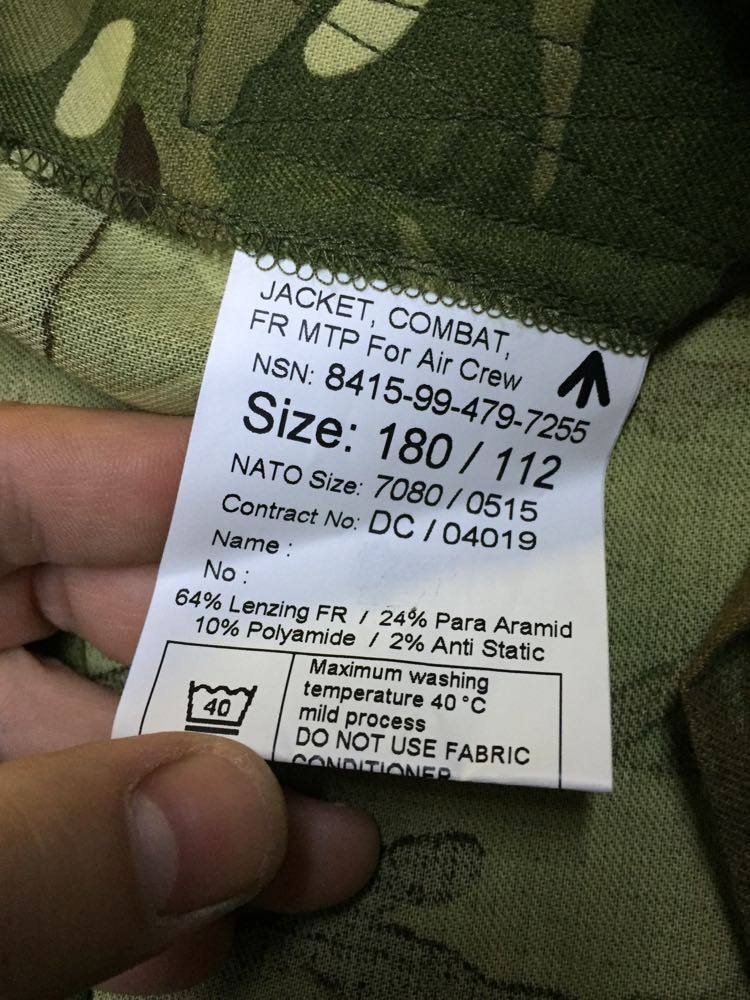 JACKET, COMBAT,
FR MTP For Air Crew
NSN: 8415-99-479-7255
Size: 180 / 112
NATO Size: 7080 / 0515
Contract No: DC / 04019
Name :
No :
64% Lenzing FR / 24% Para Aramid
10% Polyamide / 2% Anti Static
40
Maximum washing
temperature 40 °C
mild process
DO NOT USE FABRIC
CONDITIONER